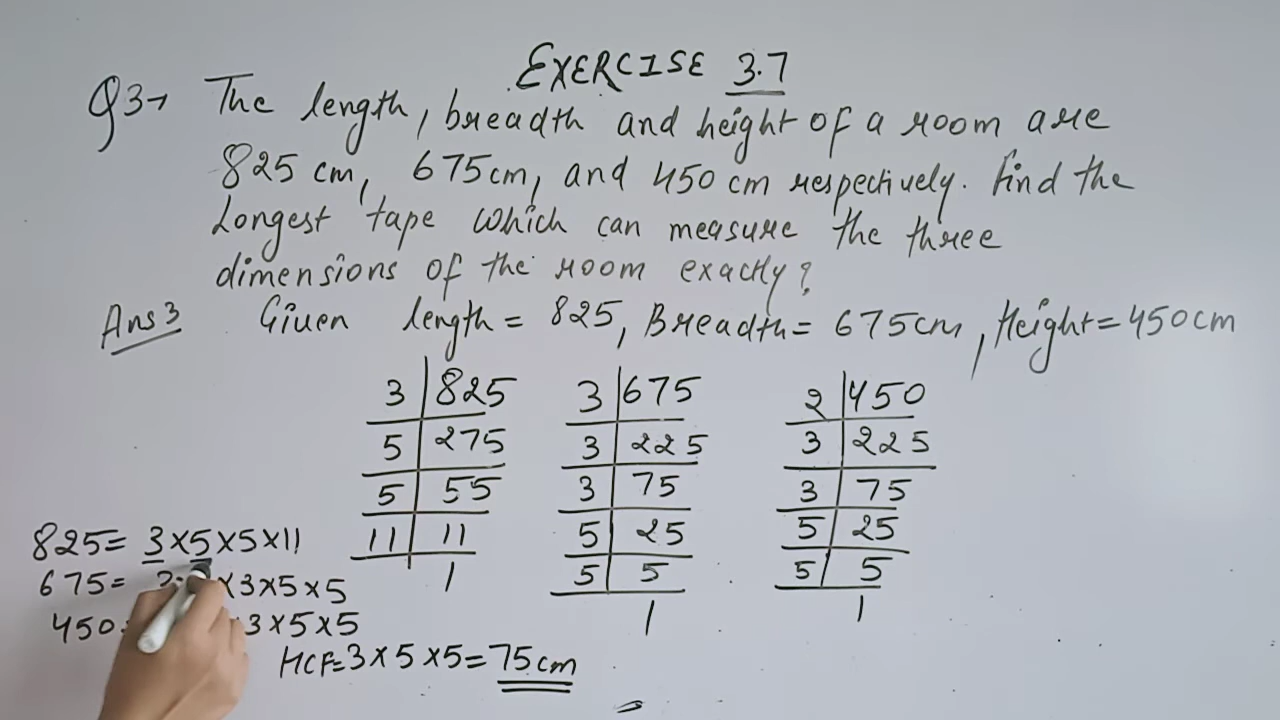 EXERCISE 3.7
Q3→ The length, breadth and height of a room are
825 cm, 675cm, and 450 cm respectively. Find the
Longest tape which can measure the three
dimensions of the room exactly?
Ans3 Given length = 825, Breadth = 675cm, Height = 450cm
3 | 825
5 | 275
5 | 55
11 | 11
1
3 | 675
3 | 225
3 | 75
5 | 25
5 | 5
1
2 | 450
3 | 225
3 | 75
5 | 25
5 | 5
1
825 = 3×5×5×11
675 = ×3×5×5
450 3×5×5
HCF = 3×5×5 = 75cm